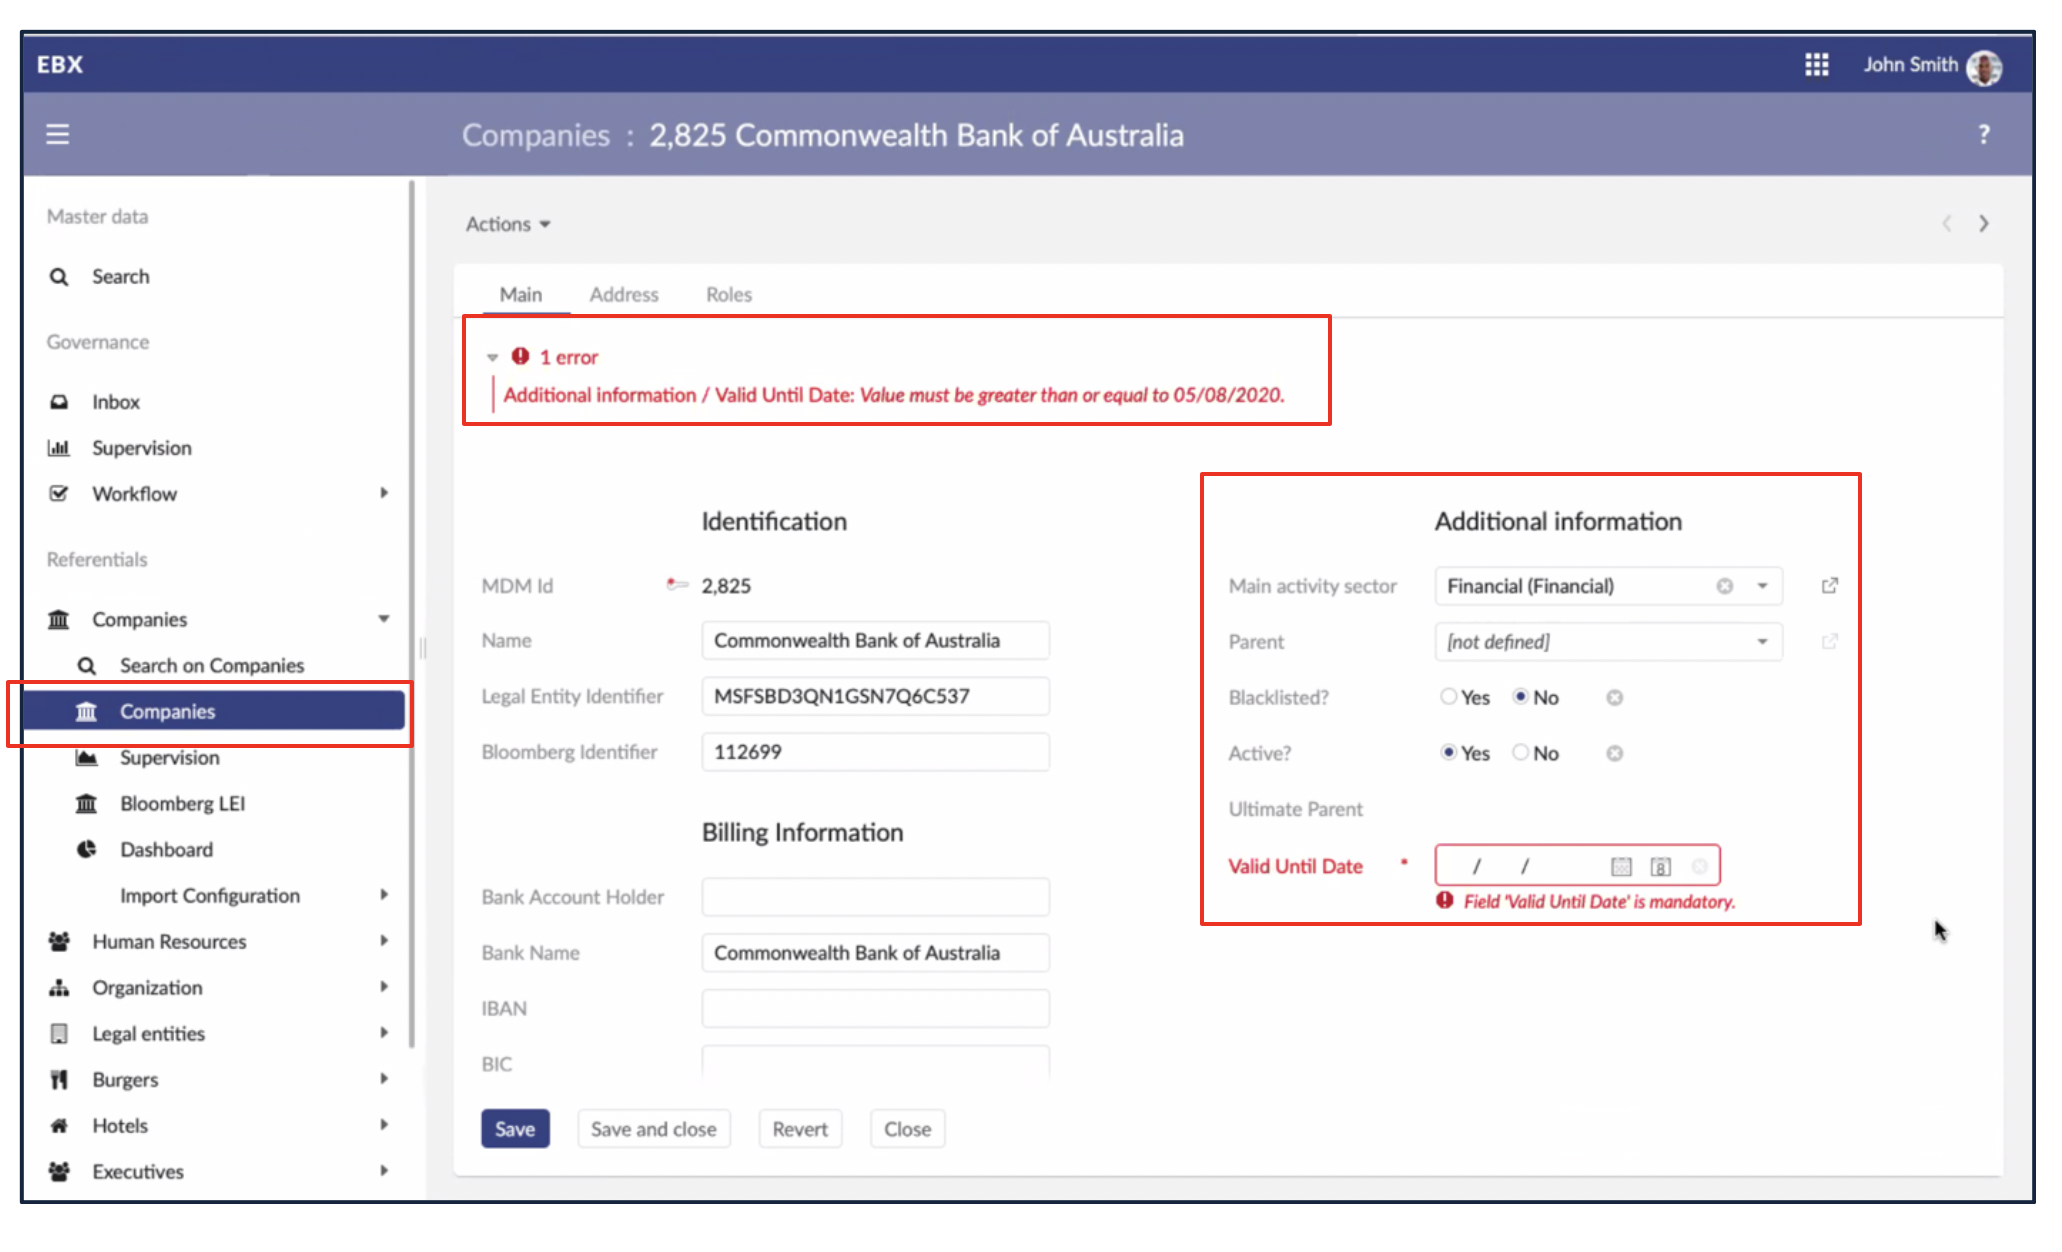 EBX
John Smith
Companies : 2,825 Commonwealth Bank of Australia
?
Master data
Search
Governance
Inbox
Supervision
Workflow
Referentials
Companies
Search on Companies
Companies
Supervision
Bloomberg LEI
Dashboard
Import Configuration
Human Resources
Organization
Legal entities
Burgers
Hotels
Executives
Actions
Main Address Roles
1 error
Additional information / Valid Until Date: Value must be greater than or equal to 05/08/2020.
Identification
MDM Id 2,825
Name Commonwealth Bank of Australia
Legal Entity Identifier MSFSBD3QN1GSN7Q6C537
Bloomberg Identifier 112699
Billing Information
Bank Account Holder
Bank Name Commonwealth Bank of Australia
IBAN
BIC
Additional information
Main activity sector Financial (Financial)
Parent [not defined]
Blacklisted? Yes No
Active? Yes No
Ultimate Parent
Valid Until Date * / / 8
Field 'Valid Until Date' is mandatory.
Save Save and close Revert Close